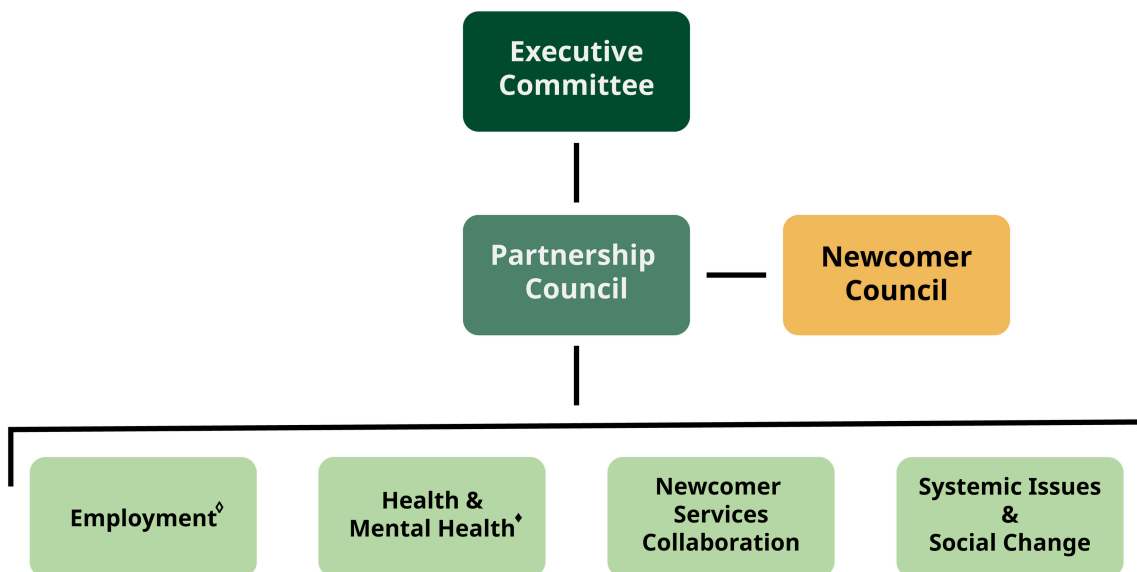 Executive
Committee
Partnership
Council
Newcomer
Council
Employment◊
Health &
Mental Health♦
Newcomer
Services
Collaboration
Systemic Issues
&
Social Change